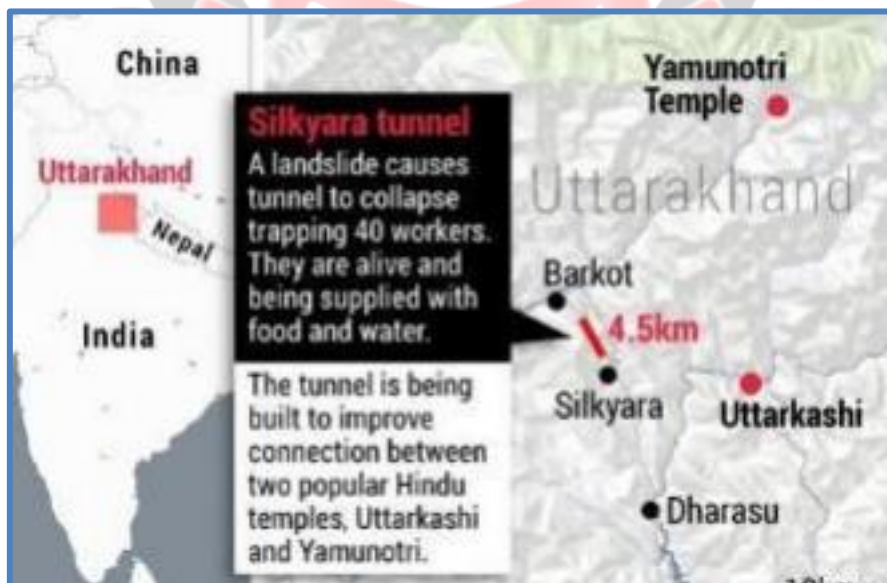 China
Uttarakhand
Nepal
India
Silkyara tunnel
A landslide causes
tunnel to collapse
trapping 40 workers.
They are alive and
being supplied with
food and water.
The tunnel is being
built to improve
connection between
two popular Hindu
temples, Uttarkashi
and Yamunotri.
Yamunotri
Temple
Uttarakhand
Barkot
4.5km
Silkyara
Uttarkashi
Dharasu